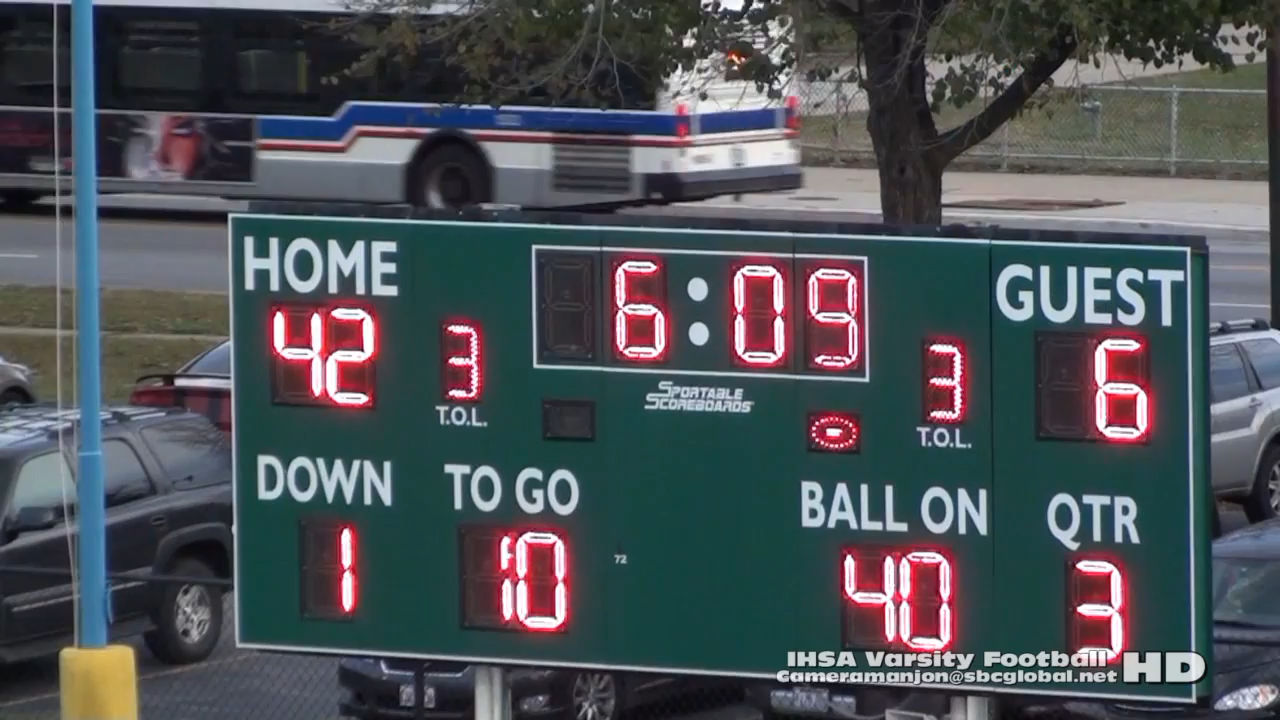 HOME 6:09 GUEST
42 3 3 6
T.O.L. SPORTABLE SCOREBOARDS T.O.L.
DOWN TO GO BALL ON QTR
1 10 72 40 3
IHSA Varsity Football HD
Cameramanjon@sbcglobal.net